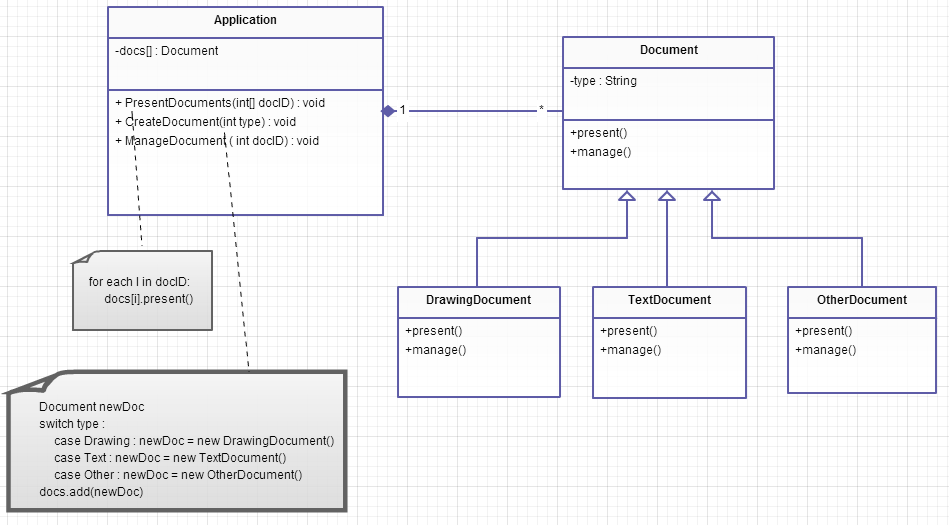 Application
-docs[] : Document
+ PresentDocuments(int[] docID) : void
+ CreateDocument(int type) : void
+ ManageDocument ( int docID) : void
1
*
Document
-type : String
+present()
+manage()
for each I in docID:
docs[i].present()
DrawingDocument
+present()
+manage()
TextDocument
+present()
+manage()
OtherDocument
+present()
+manage()
Document newDoc
switch type :
case Drawing : newDoc = new DrawingDocument()
case Text : newDoc = new TextDocument()
case Other : newDoc = new OtherDocument()
docs.add(newDoc)